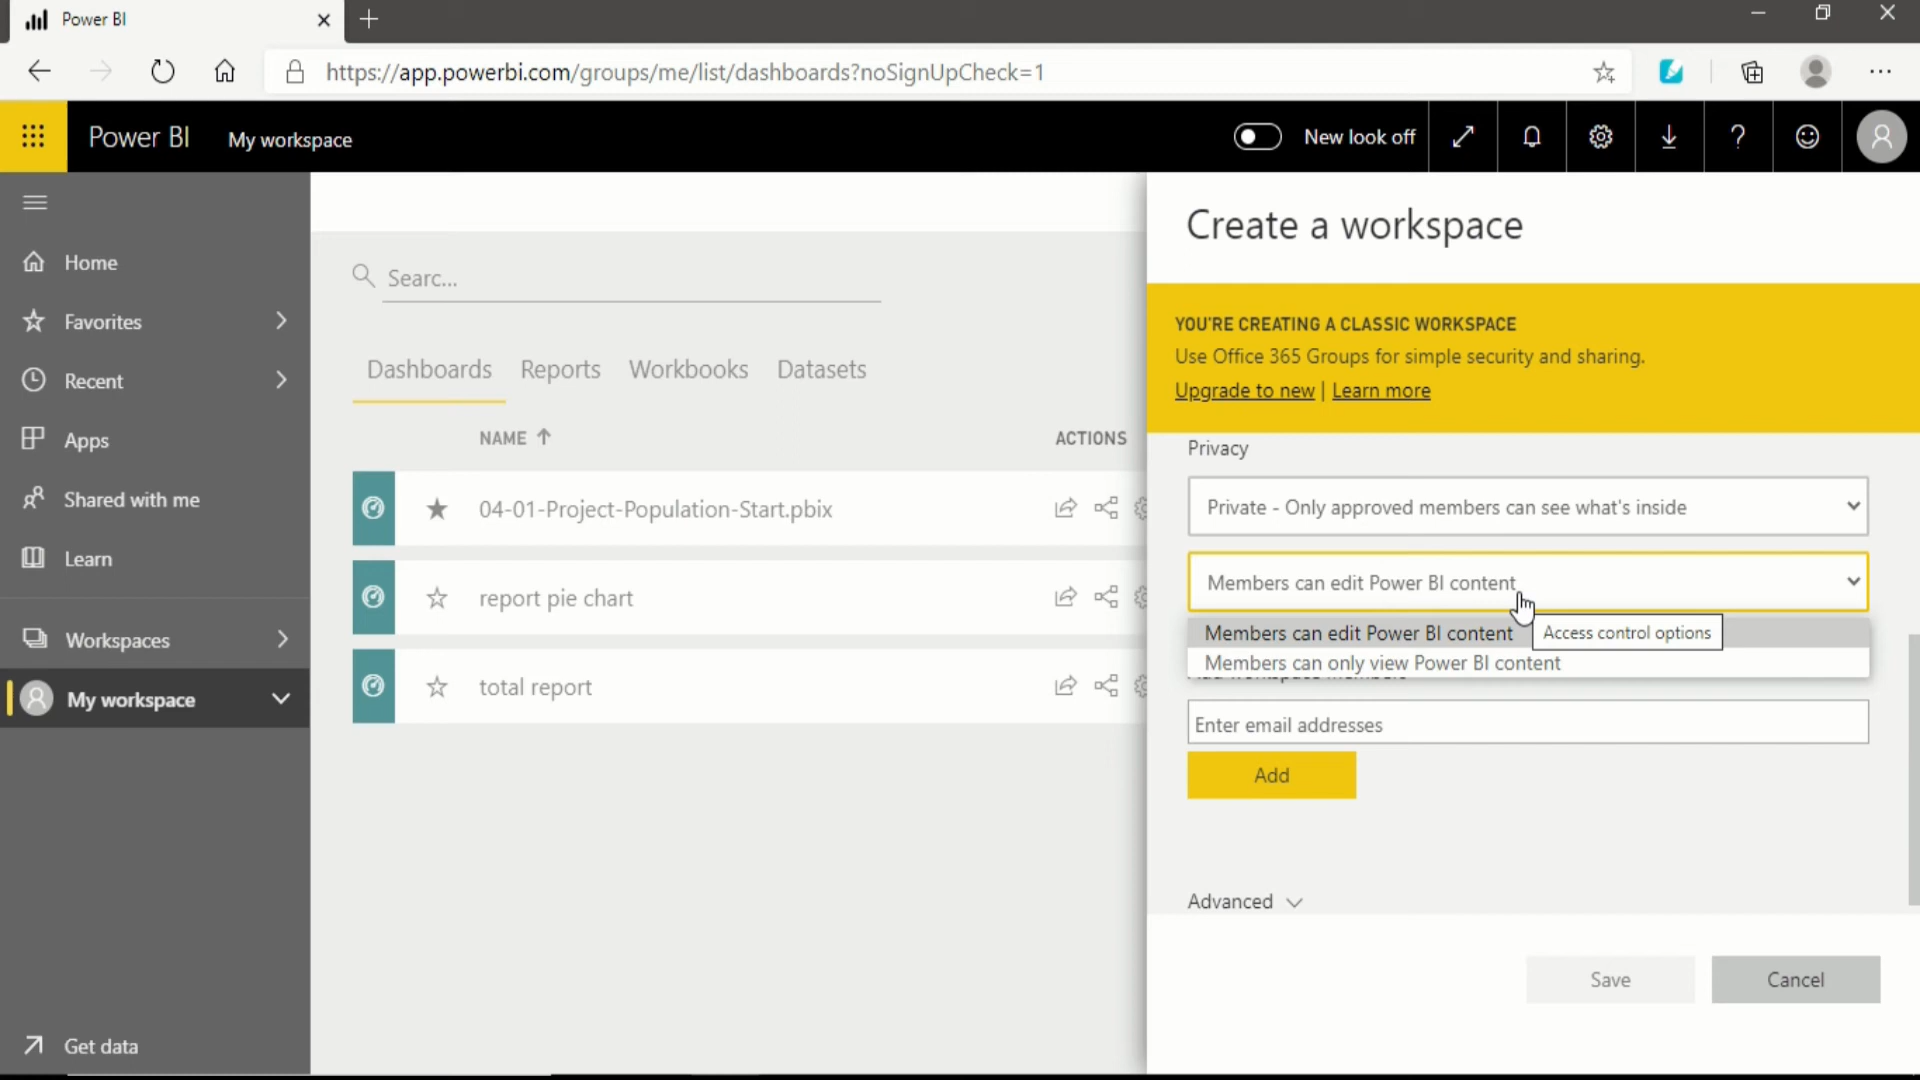 Power BI
https://app.powerbi.com/groups/me/list/dashboards?noSignUpCheck=1
Power BI
My workspace
New look off
Home
Favorites
Recent
Apps
Shared with me
Learn
Workspaces
My workspace
Get data
Searc...
Dashboards Reports Workbooks Datasets
NAME ACTIONS
04-01-Project-Population-Start.pbix
report pie chart
total report
Create a workspace
YOU'RE CREATING A CLASSIC WORKSPACE
Use Office 365 Groups for simple security and sharing.
Upgrade to new | Learn more
Privacy
Private - Only approved members can see what's inside
Members can edit Power BI content
Members can edit Power BI content
Access control options
Members can only view Power BI content
Enter email addresses
Add
Advanced
Save
Cancel